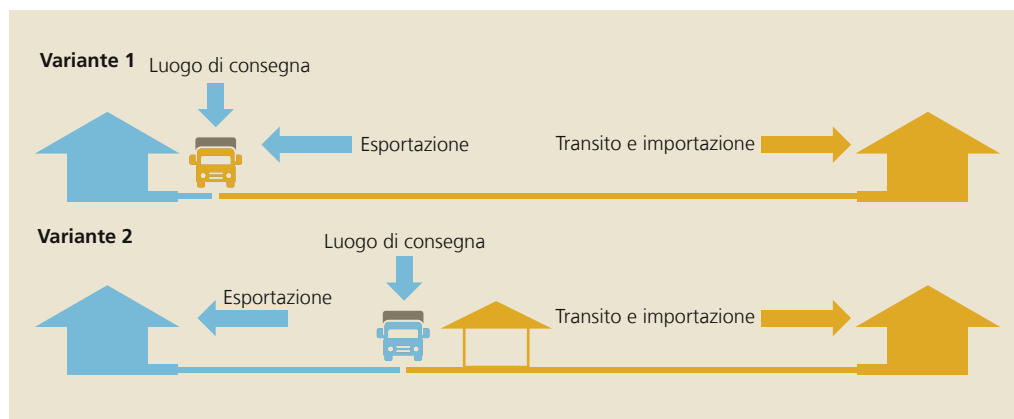 Variante 1
Luogo di consegna
Esportazione
Transito e importazione
Variante 2
Luogo di consegna
Esportazione
Transito e importazione